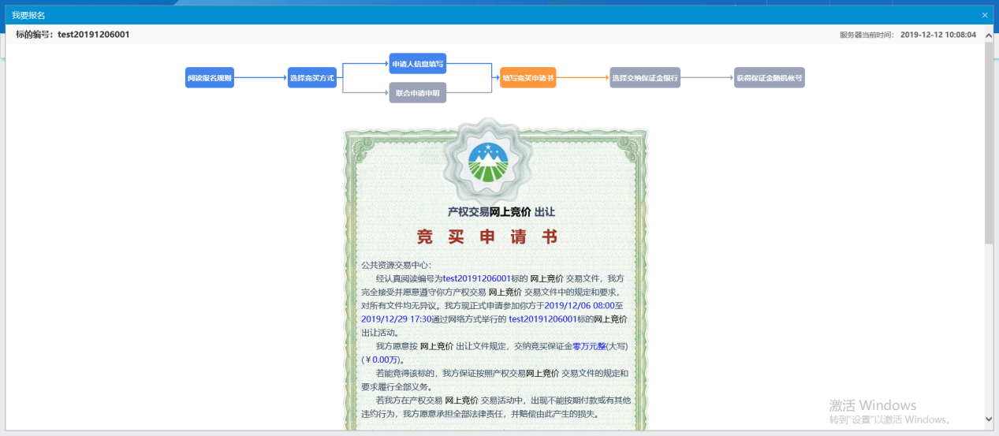 我要报名
标的编号：test20191206001
服务器当前时间： 2019-12-12 10:08:04
阅读报名规则
选择竞买方式
申请人信息填写
联合申请申明
填写竞买申请书
选择交纳保证金银行
获得保证金随机帐号
产权交易网上竞价 出让
竞 买 申 请 书
公共资源交易中心：
经认真阅读编号为test20191206001标的 网上竞价 交易文件，我方
完全接受并愿意遵守你方产权交易 网上竞价 交易文件中的规定和要求，
对所有文件均无异议。我方现正式申请参加你方于2019/12/06 08:00至
2019/12/29 17:30通过网络方式举行的 test20191206001标的网上竞价
出让活动。
我方愿意按 网上竞价 出让文件规定，交纳竞买保证金零万元整(大写)
(￥0.00万)。
若能竞得该标的，我方保证按照产权交易网上竞价 交易文件的规定和
要求履行全部义务。
若我方在产权交易 网上竞价 交易活动中，出现不能按期付款或有其他
违约行为，我方愿意承担全部法律责任，并赔偿由此产生的损失。
激活 Windows
转到"设置"以激活 Windows。